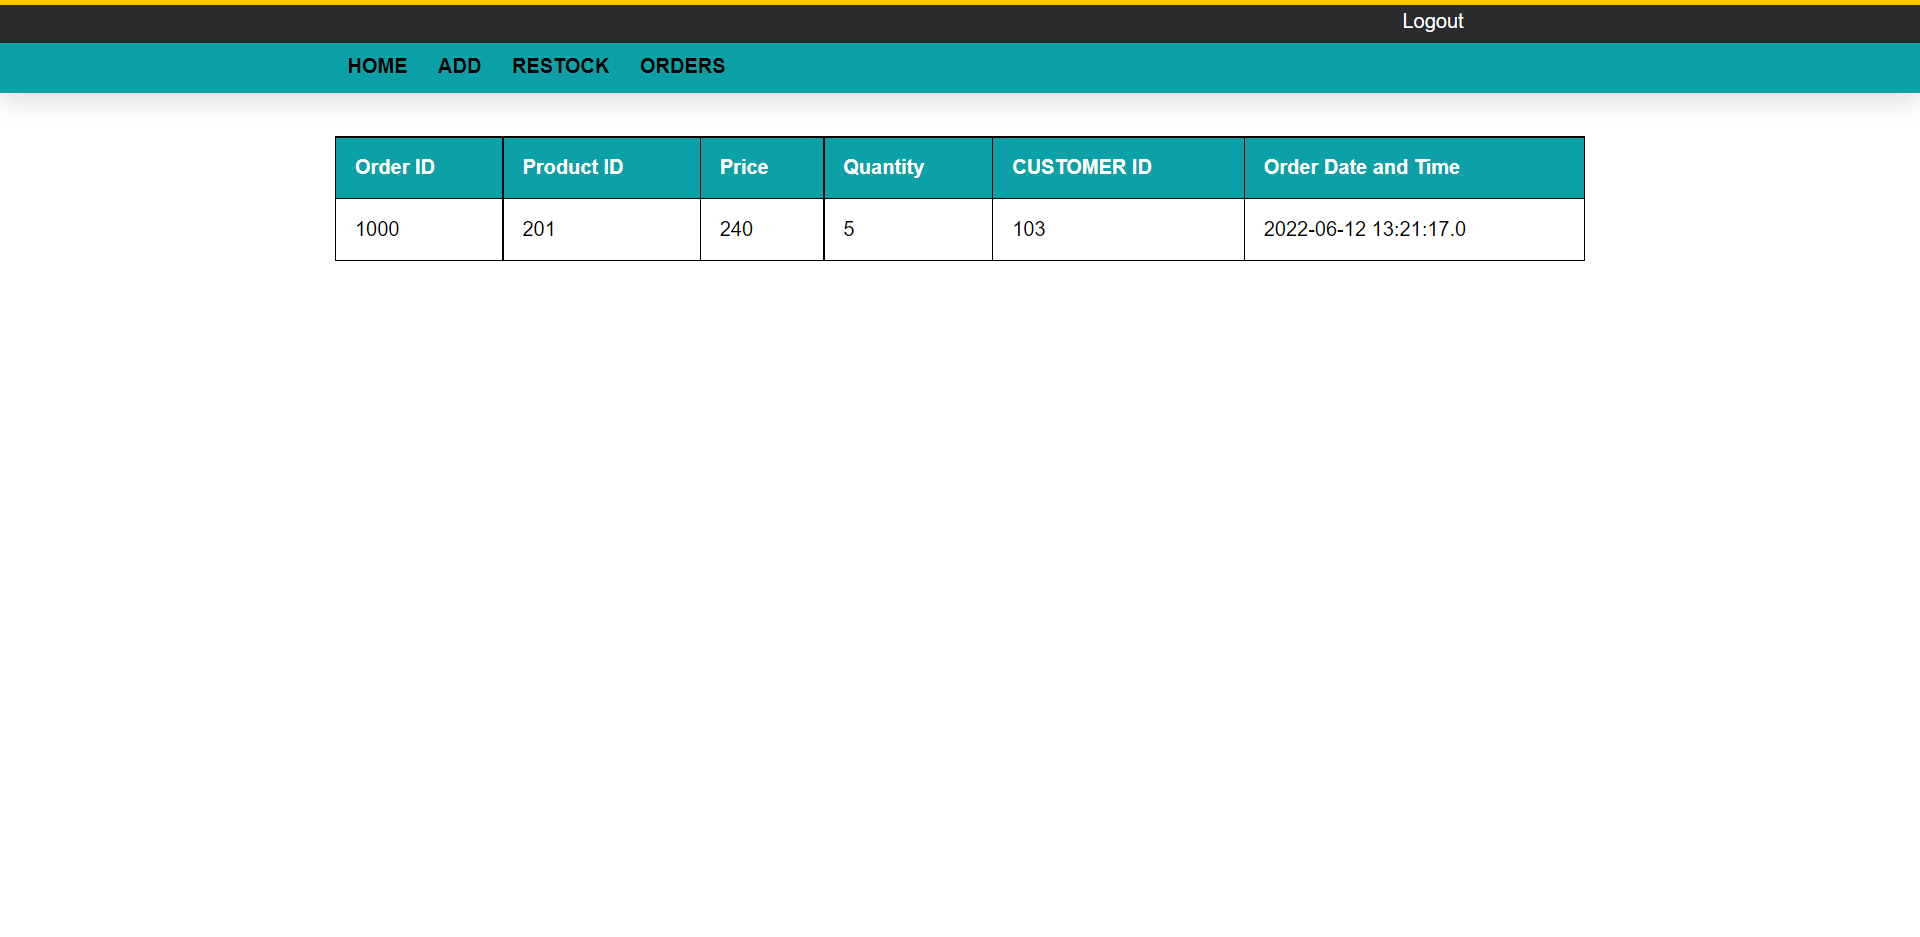 Logout
HOME ADD RESTOCK ORDERS
Order ID Product ID Price Quantity CUSTOMER ID Order Date and Time
1000 201 240 5 103 2022-06-12 13:21:17.0